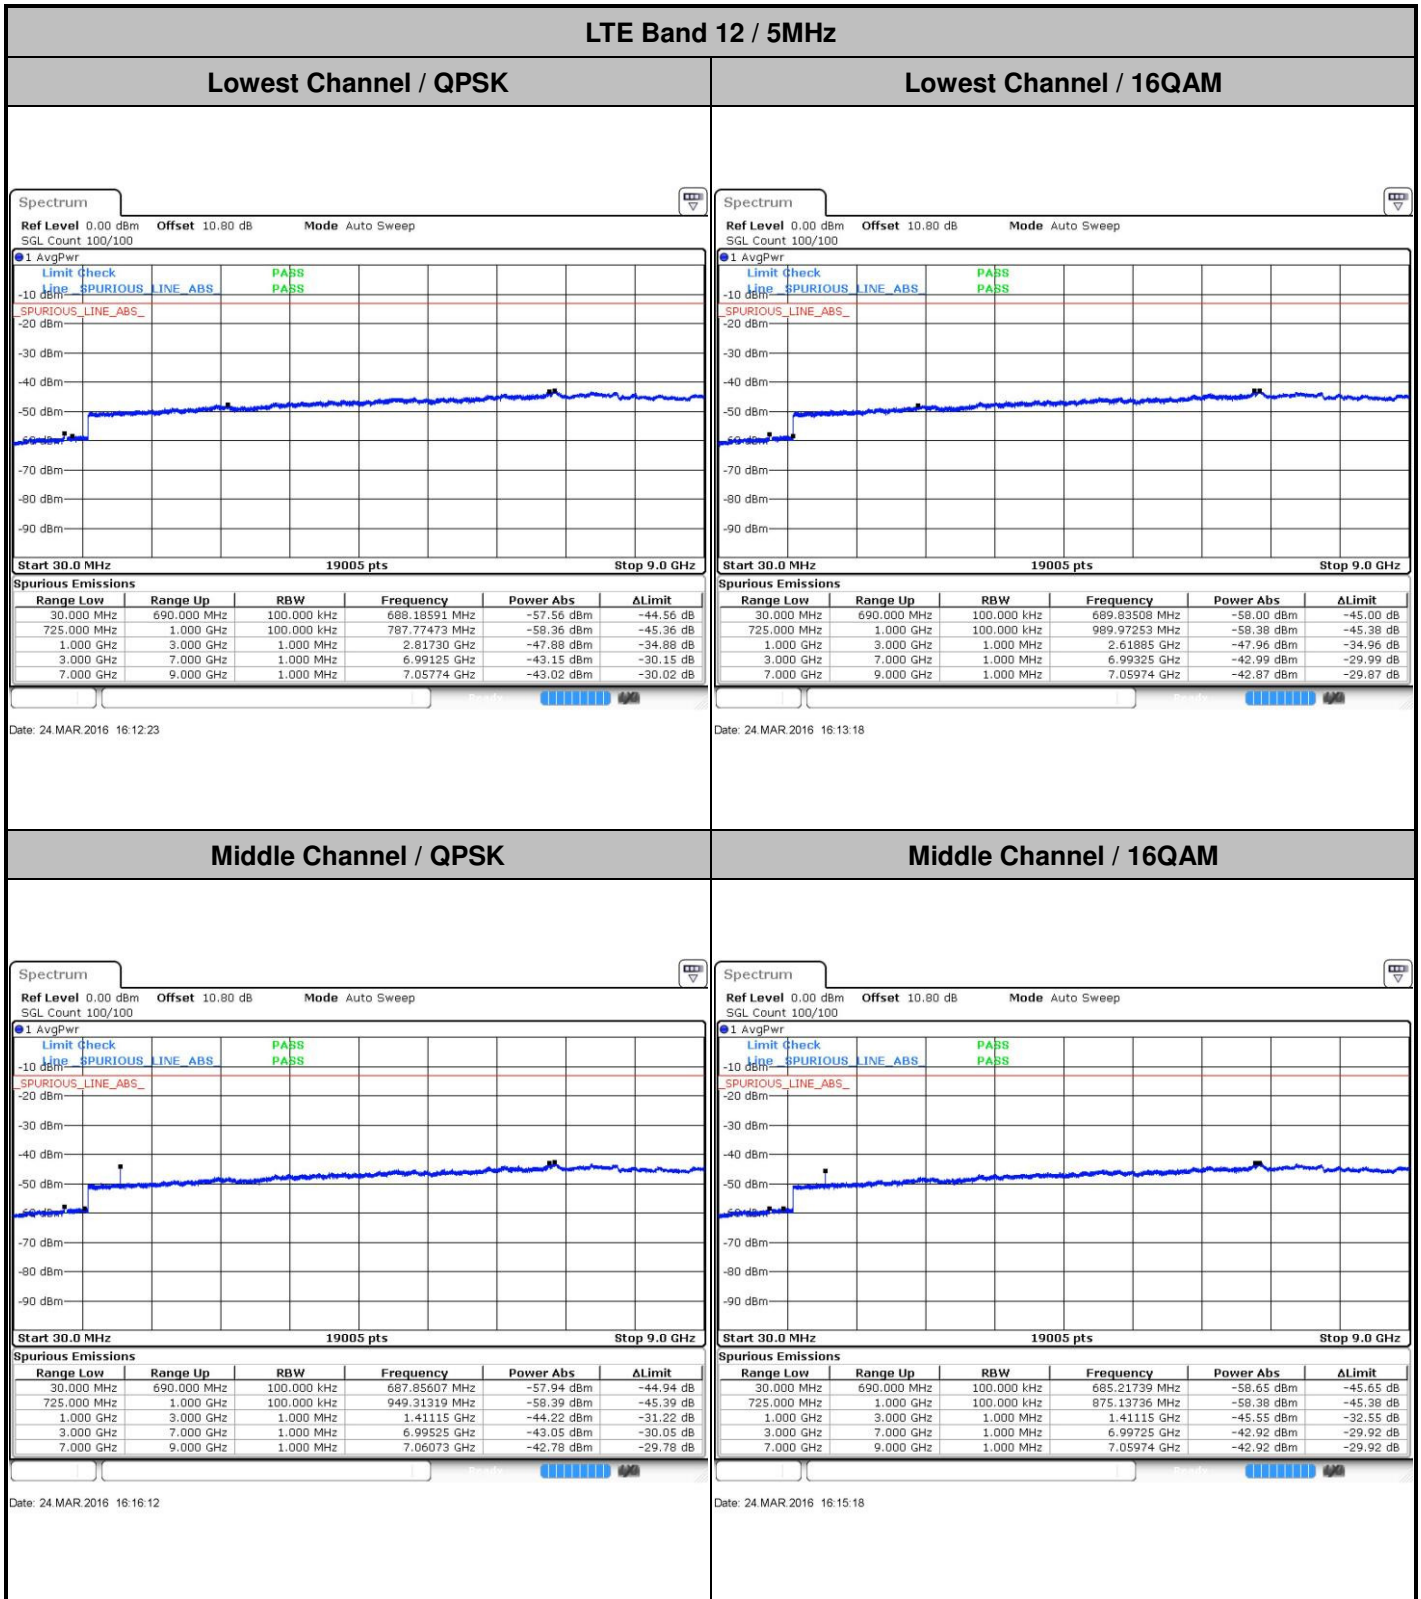 LTE Band 12 / 5MHz
Lowest Channel / QPSK
Lowest Channel / 16QAM
Spectrum
Ref Level 0.00 dBm Offset 10.80 dB Mode Auto Sweep
SGL Count 100/100
1 AvgPwr
Limit Check PASS
Line _SPURIOUS_LINE_ABS_ PASS
-10 dBm
_SPURIOUS_LINE_ABS_
-20 dBm
-30 dBm
-40 dBm
-50 dBm
-60 dBm
-70 dBm
-80 dBm
-90 dBm
Start 30.0 MHz 19005 pts Stop 9.0 GHz
Spurious Emissions
Range Low Range Up RBW Frequency Power Abs ΔLimit
30.000 MHz 690.000 MHz 100.000 kHz 688.18591 MHz -57.56 dBm -44.56 dB
725.000 MHz 1.000 GHz 100.000 kHz 787.77473 MHz -58.36 dBm -45.36 dB
1.000 GHz 3.000 GHz 1.000 MHz 2.81730 GHz -47.88 dBm -34.88 dB
3.000 GHz 7.000 GHz 1.000 MHz 6.99125 GHz -43.15 dBm -30.15 dB
7.000 GHz 9.000 GHz 1.000 MHz 7.05774 GHz -43.02 dBm -30.02 dB
Date: 24.MAR.2016 16:12:23
Spectrum
Ref Level 0.00 dBm Offset 10.80 dB Mode Auto Sweep
SGL Count 100/100
1 AvgPwr
Limit Check PASS
Line _SPURIOUS_LINE_ABS_ PASS
-10 dBm
_SPURIOUS_LINE_ABS_
-20 dBm
-30 dBm
-40 dBm
-50 dBm
-60 dBm
-70 dBm
-80 dBm
-90 dBm
Start 30.0 MHz 19005 pts Stop 9.0 GHz
Spurious Emissions
Range Low Range Up RBW Frequency Power Abs ΔLimit
30.000 MHz 690.000 MHz 100.000 kHz 689.83508 MHz -58.00 dBm -45.00 dB
725.000 MHz 1.000 GHz 100.000 kHz 989.97253 MHz -58.38 dBm -45.38 dB
1.000 GHz 3.000 GHz 1.000 MHz 2.61885 GHz -47.96 dBm -34.96 dB
3.000 GHz 7.000 GHz 1.000 MHz 6.99325 GHz -42.99 dBm -29.99 dB
7.000 GHz 9.000 GHz 1.000 MHz 7.05974 GHz -42.87 dBm -29.87 dB
Date: 24.MAR.2016 16:13:18
Middle Channel / QPSK
Middle Channel / 16QAM
Spectrum
Ref Level 0.00 dBm Offset 10.80 dB Mode Auto Sweep
SGL Count 100/100
1 AvgPwr
Limit Check PASS
Line _SPURIOUS_LINE_ABS_ PASS
-10 dBm
_SPURIOUS_LINE_ABS_
-20 dBm
-30 dBm
-40 dBm
-50 dBm
-60 dBm
-70 dBm
-80 dBm
-90 dBm
Start 30.0 MHz 19005 pts Stop 9.0 GHz
Spurious Emissions
Range Low Range Up RBW Frequency Power Abs ΔLimit
30.000 MHz 690.000 MHz 100.000 kHz 687.85607 MHz -57.94 dBm -44.94 dB
725.000 MHz 1.000 GHz 100.000 kHz 949.31319 MHz -58.39 dBm -45.39 dB
1.000 GHz 3.000 GHz 1.000 MHz 1.41115 GHz -44.22 dBm -31.22 dB
3.000 GHz 7.000 GHz 1.000 MHz 6.99525 GHz -43.05 dBm -30.05 dB
7.000 GHz 9.000 GHz 1.000 MHz 7.06073 GHz -42.78 dBm -29.78 dB
Date: 24.MAR.2016 16:16:12
Spectrum
Ref Level 0.00 dBm Offset 10.80 dB Mode Auto Sweep
SGL Count 100/100
1 AvgPwr
Limit Check PASS
Line _SPURIOUS_LINE_ABS_ PASS
-10 dBm
_SPURIOUS_LINE_ABS_
-20 dBm
-30 dBm
-40 dBm
-50 dBm
-60 dBm
-70 dBm
-80 dBm
-90 dBm
Start 30.0 MHz 19005 pts Stop 9.0 GHz
Spurious Emissions
Range Low Range Up RBW Frequency Power Abs ΔLimit
30.000 MHz 690.000 MHz 100.000 kHz 685.21739 MHz -58.65 dBm -45.65 dB
725.000 MHz 1.000 GHz 100.000 kHz 875.13736 MHz -58.38 dBm -45.38 dB
1.000 GHz 3.000 GHz 1.000 MHz 1.41115 GHz -45.55 dBm -32.55 dB
3.000 GHz 7.000 GHz 1.000 MHz 6.99725 GHz -42.92 dBm -29.92 dB
7.000 GHz 9.000 GHz 1.000 MHz 7.05974 GHz -42.92 dBm -29.92 dB
Date: 24.MAR.2016 16:15:18